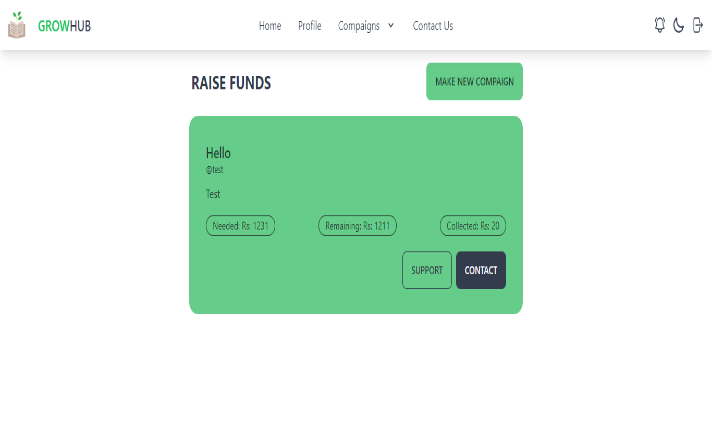 GROWHUB Home Profile Compaigns Contact Us
RAISE FUNDS MAKE NEW COMPAIGN
Hello
@test
Test
Needed: Rs: 1231 Remaining: Rs: 1211 Collected: Rs: 20
SUPPORT CONTACT